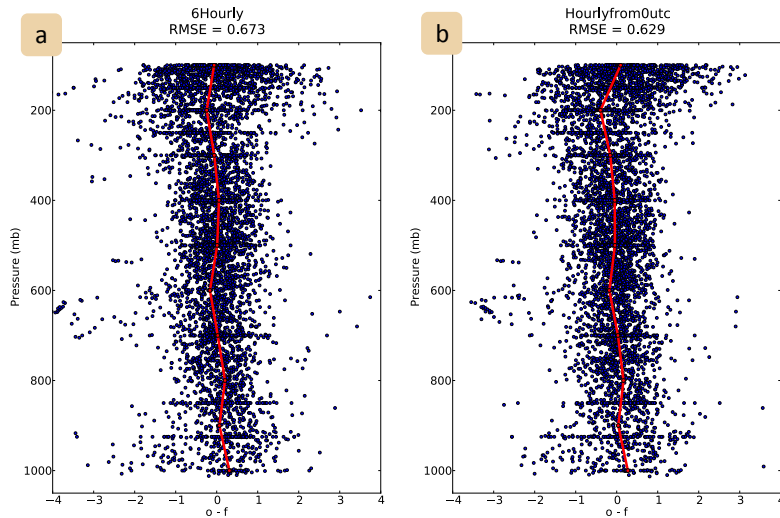 a
6Hourly
RMSE = 0.673
Pressure (mb)
200
400
600
800
1000
−4 −3 −2 −1 0 1 2 3 4
o - f
b
Hourlyfrom0utc
RMSE = 0.629
Pressure (mb)
200
400
600
800
1000
−4 −3 −2 −1 0 1 2 3 4
o - f